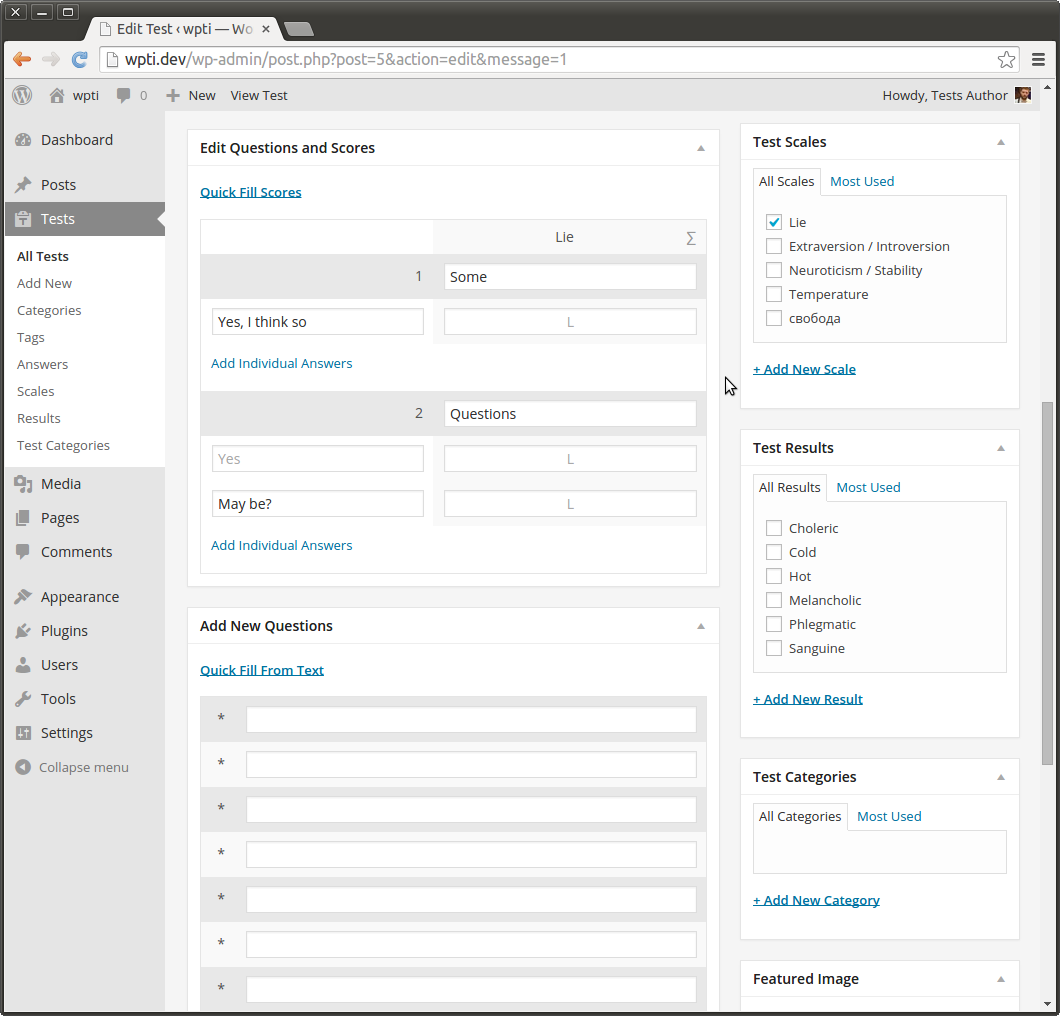 Edit Test ‹ wpti — Wo
wpti.dev/wp-admin/post.php?post=5&action=edit&message=1
wpti 0 New View Test Howdy, Tests Author
Dashboard
Posts
Tests
All Tests
Add New
Categories
Tags
Answers
Scales
Results
Test Categories
Media
Pages
Comments
Appearance
Plugins
Users
Tools
Settings
Collapse menu
Edit Questions and Scores
Quick Fill Scores
Lie ∑
1 Some
Yes, I think so L
Add Individual Answers
2 Questions
Yes L
May be? L
Add Individual Answers
Add New Questions
Quick Fill From Text
*
*
*
*
*
*
*
Test Scales
All Scales Most Used
Lie
Extraversion / Introversion
Neuroticism / Stability
Temperature
свобода
+ Add New Scale
Test Results
All Results Most Used
Choleric
Cold
Hot
Melancholic
Phlegmatic
Sanguine
+ Add New Result
Test Categories
All Categories Most Used
+ Add New Category
Featured Image